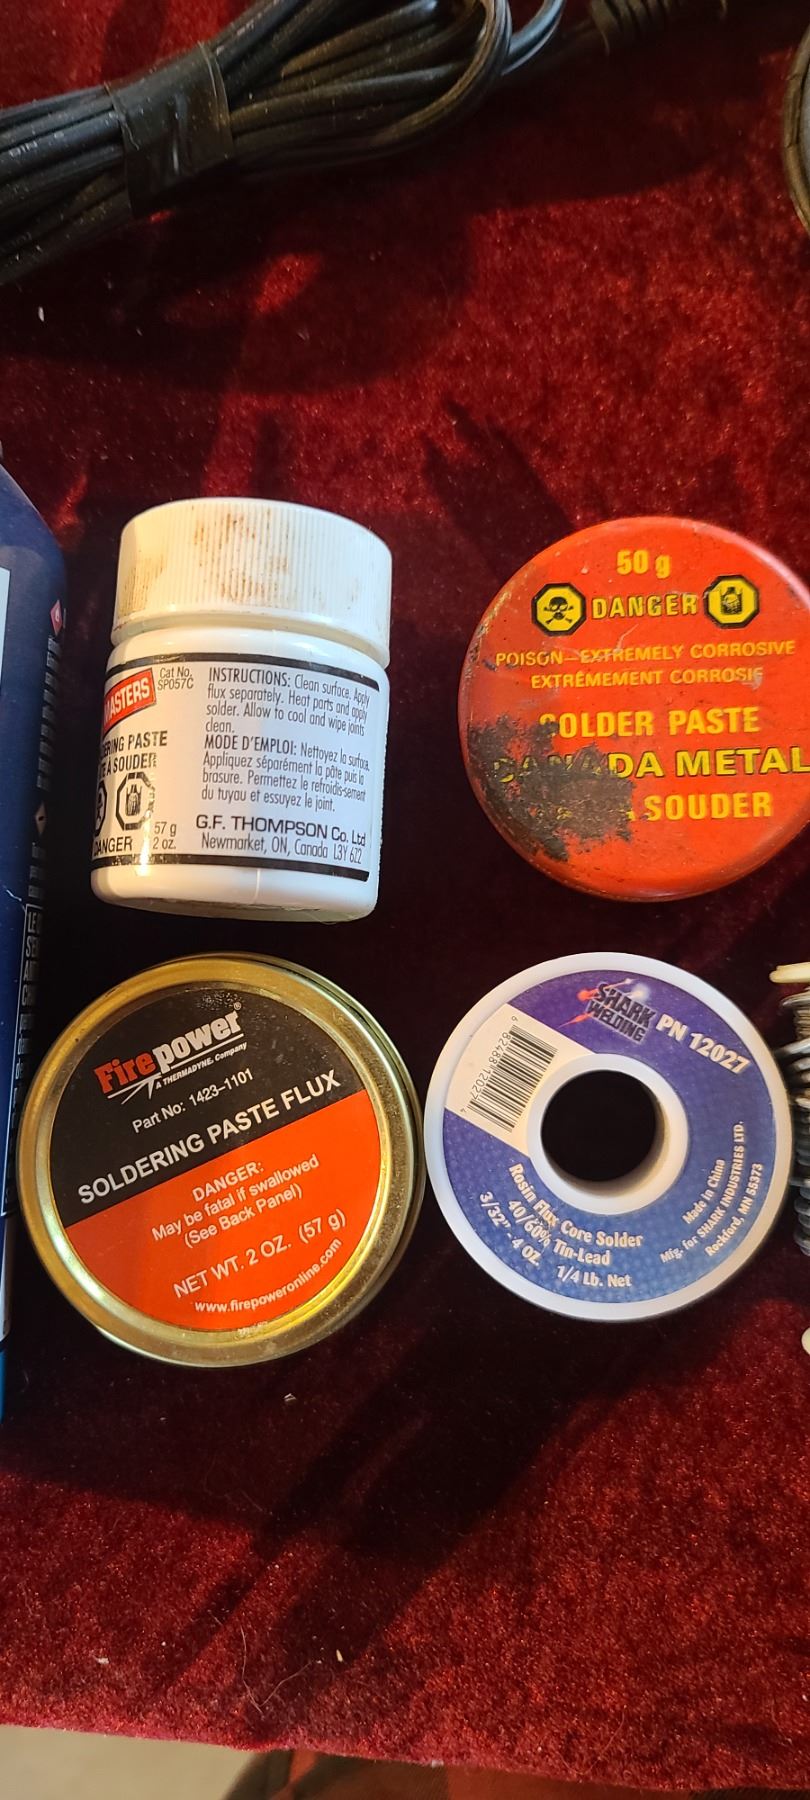 MASTERS
Cat No.
SP057C
PASTE
A SOUDER
DANGER
57 g
2 oz.
INSTRUCTIONS: Clean surface. Apply
flux separately. Heat parts and apply
solder. Allow to cool and wipe joints
clean.
MODE D'EMPLOI: Nettoyez la surface.
Appliquez séparément la pâte puis la
brasure. Permettez le refroidis-sement
du tuyau et essuyez le joint.
G.F. THOMPSON Co. Ltd
Newmarket, ON, Canada L3Y 6Z2
50 g
DANGER
POISON—EXTREMELY CORROSIVE
EXTRÊMEMENT CORROSIF
SOLDER PASTE
CANADA METAL
SOUDER
Firepower®
A THERMADYNE® Company
Part No: 1423-1101
SOLDERING PASTE FLUX
DANGER:
May be fatal if swallowed
(See Back Panel)
NET WT. 2 OZ. (57 g)
www.firepoweronline.com
SHARK
WELDING
PN 12027
6 82488 12027 4
Rosin Flux Core Solder
40/60% Tin-Lead
3/32" - 4 OZ.
1/4 Lb. Net
Made in China
Mfg. for SHARK INDUSTRIES LTD.
Rockford, MN 55373